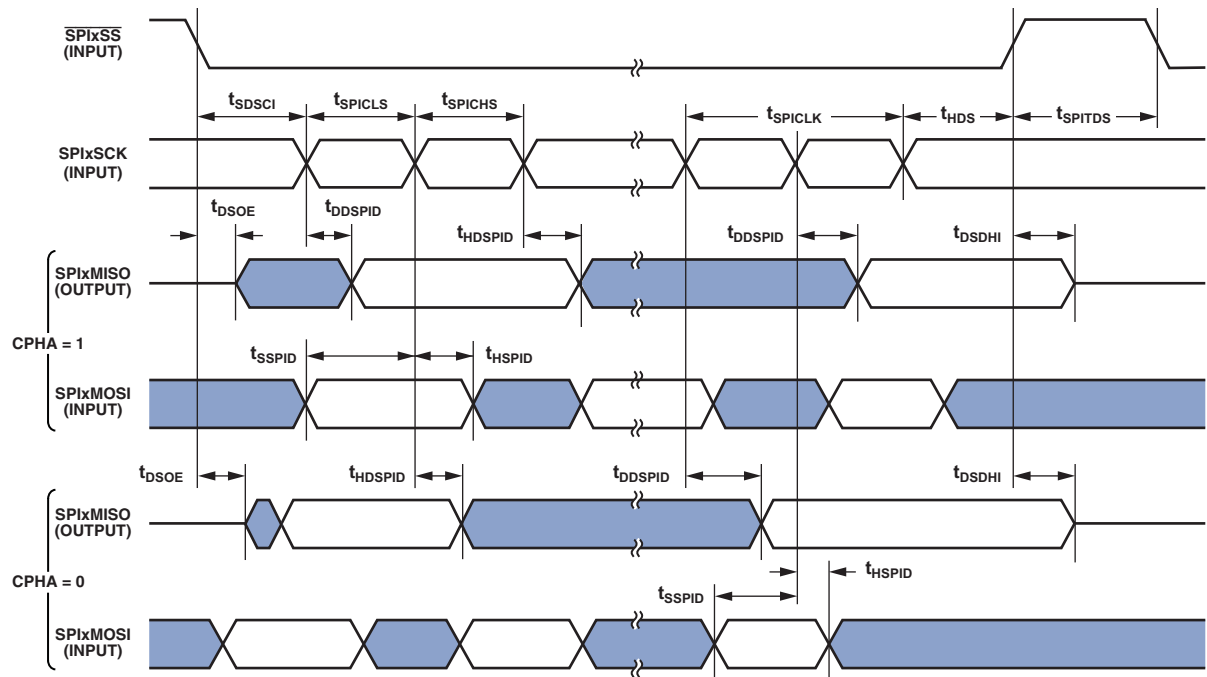 SPIxSS
(INPUT)
tSDSCI tSPICLS tSPICHS tSPICLK tHDS tSPITDS
SPIxSCK
(INPUT)
tDSOE tDDSPID tHDSPID tDDSPID tDSDHI
SPIxMISO
(OUTPUT)
CPHA = 1
tSSPID tHSPID
SPIxMOSI
(INPUT)
tDSOE tHDSPID tDDSPID tDSDHI
SPIxMISO
(OUTPUT)
CPHA = 0
tHSPID
tSSPID
SPIxMOSI
(INPUT)